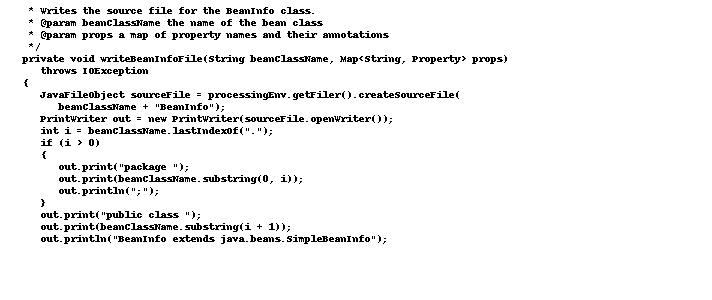 * Writes the source file for the BeanInfo class.
* @param beanClassName the name of the bean class
* @param props a map of property names and their annotations
*/
private void writeBeanInfoFile(String beanClassName, Map<String, Property> props)
throws IOException
{
JavaFileObject sourceFile = processingEnv.getFiler().createSourceFile(
beanClassName + "BeanInfo");
PrintWriter out = new PrintWriter(sourceFile.openWriter());
int i = beanClassName.lastIndexOf(".");
if (i > 0)
{
out.print("package ");
out.print(beanClassName.substring(0, i));
out.println(";");
}
out.print("public class ");
out.print(beanClassName.substring(i + 1));
out.println("BeanInfo extends java.beans.SimpleBeanInfo");